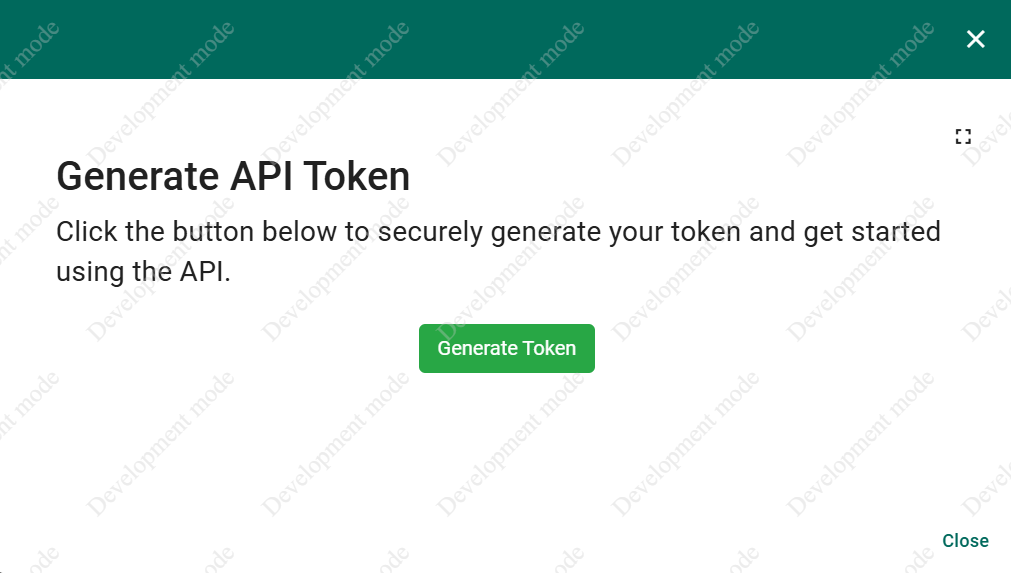 Generate API Token
Click the button below to securely generate your token and get started
using the API.
Generate Token
Close
Development mode